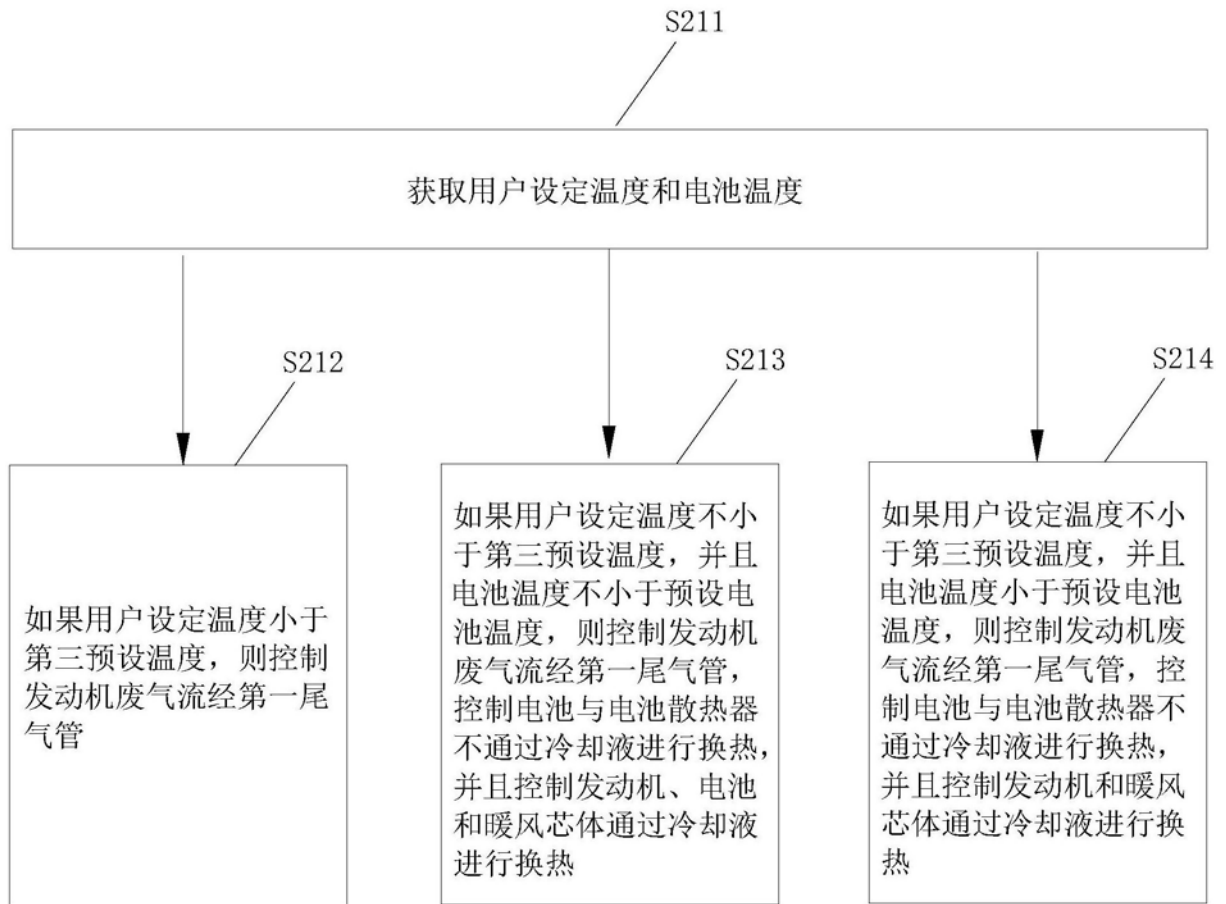 S211
获取用户设定温度和电池温度
S212
如果用户设定温度小于
第三预设温度，则控制
发动机废气流经第一尾
气管
S213
如果用户设定温度不小
于第三预设温度，并且
电池温度不小于预设电
池温度，则控制发动机
废气流经第一尾气管，
控制电池与电池散热器
不通过冷却液进行换热，
并且控制发动机、电池
和暖风芯体通过冷却液
进行换热
S214
如果用户设定温度不小
于第三预设温度，并且
电池温度小于预设电池
温度，则控制发动机废
气流经第一尾气管，控
制电池与电池散热器不
通过冷却液进行换热，
并且控制发动机和暖风
芯体通过冷却液进行换
热